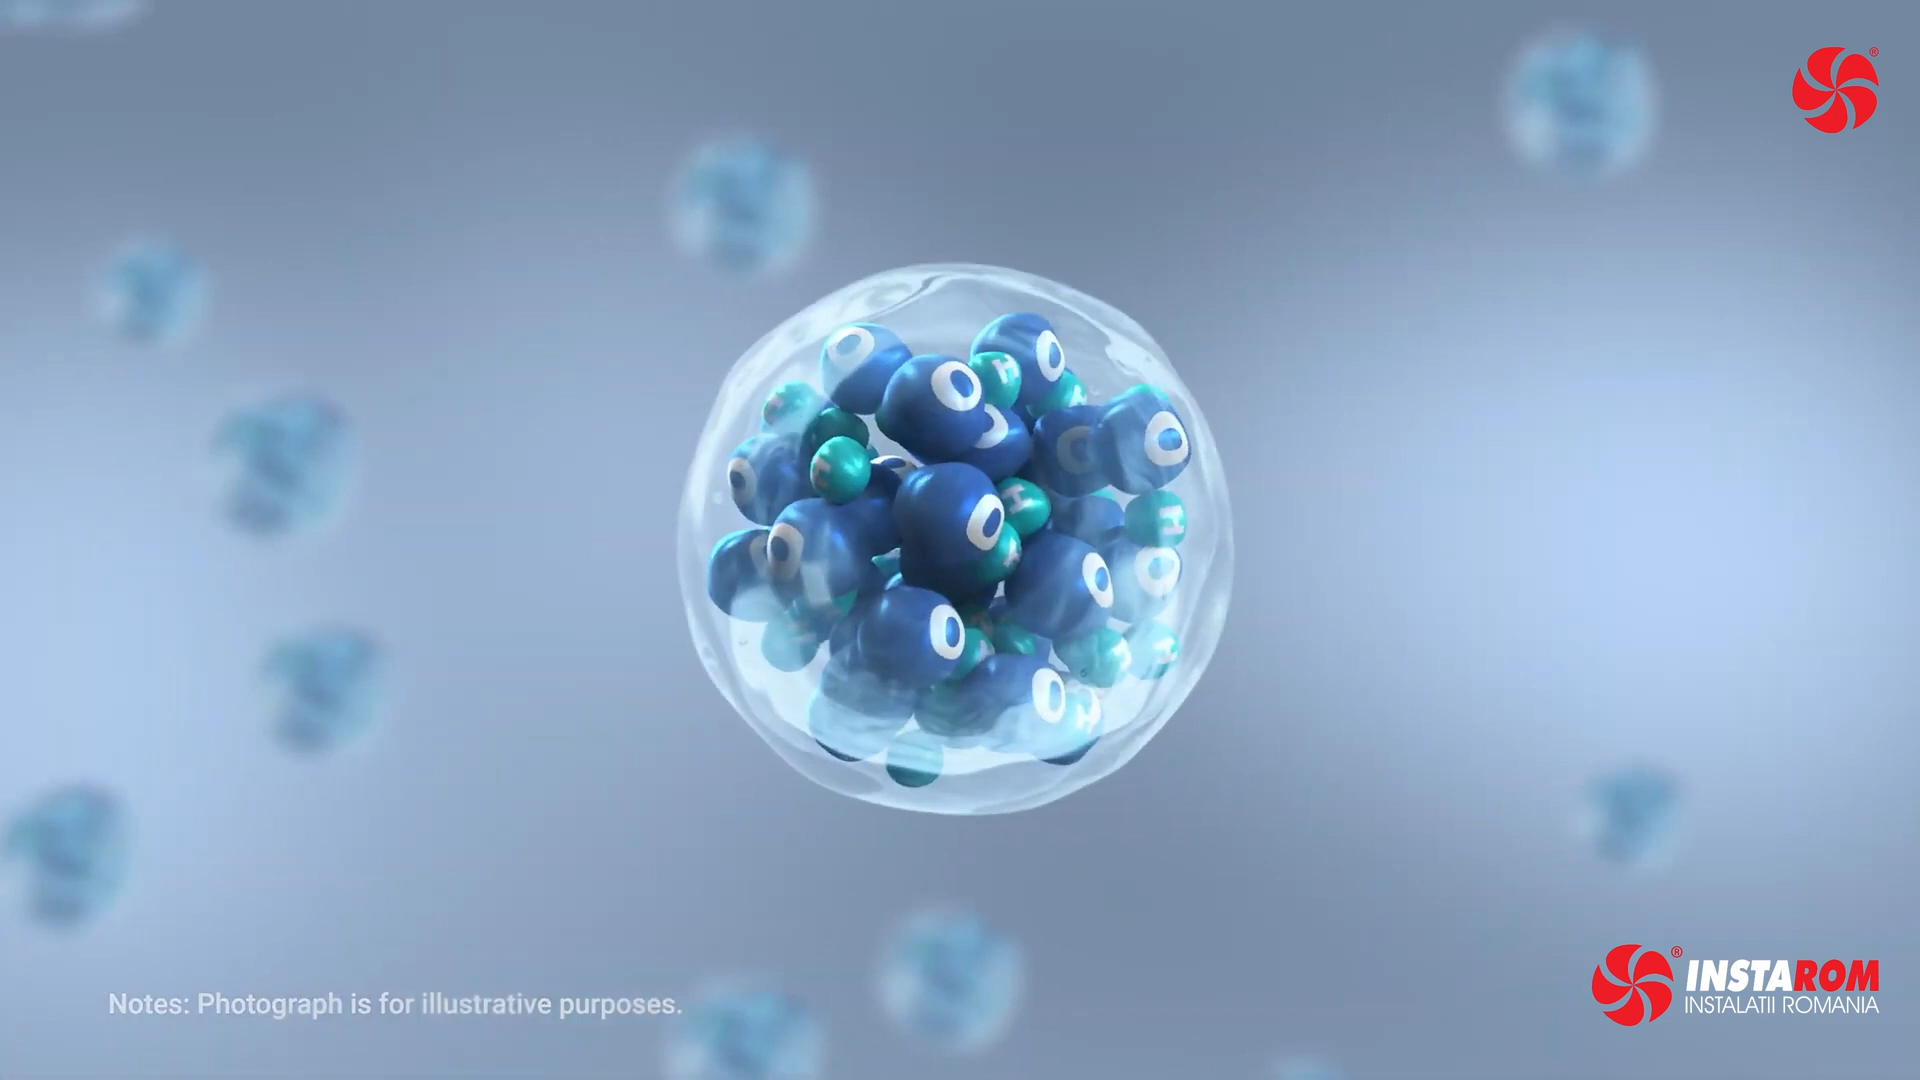 ®
O
O
O
H
H
O
O
H
O
O
H
O
H
O
O
H
O
O
O
H
H
O
H
Notes: Photograph is for illustrative purposes.
®
INSTAROM
INSTALATII ROMANIA